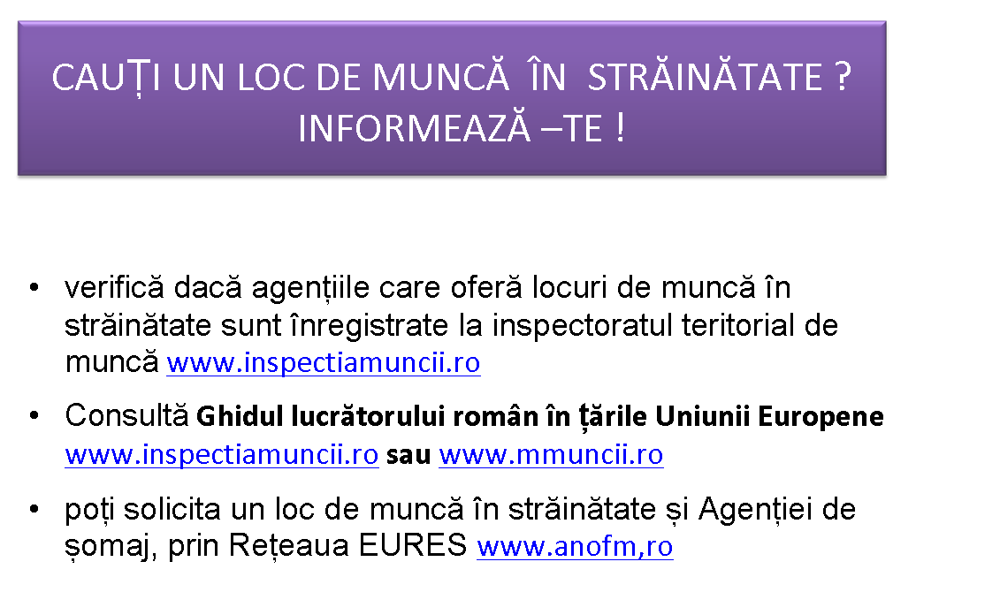 CAUȚI UN LOC DE MUNCĂ ÎN STRĂINĂTATE ?
INFORMEAZĂ –TE !
• verifică dacă agențiile care oferă locuri de muncă în
străinătate sunt înregistrate la inspectoratul teritorial de
muncă www.inspectiamuncii.ro
• Consultă Ghidul lucrătorului român în țările Uniunii Europene
www.inspectiamuncii.ro sau www.mmuncii.ro
• poți solicita un loc de muncă în străinătate și Agenției de
șomaj, prin Rețeaua EURES www.anofm,ro